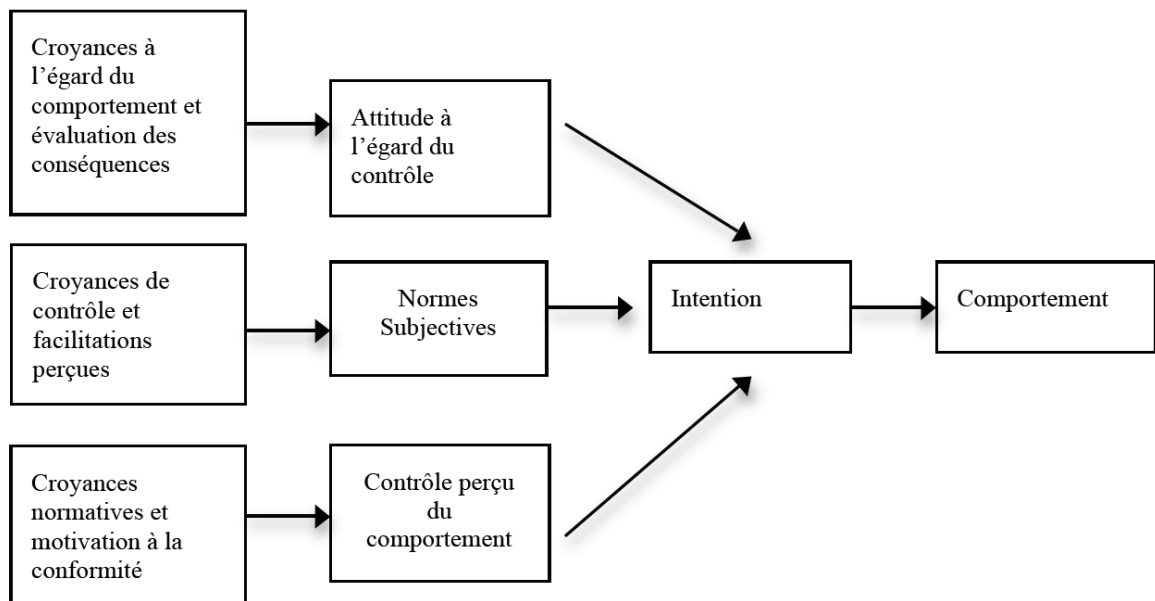 Croyances à
l’égard du
comportement et
évaluation des
conséquences
Attitude à
l’égard du
contrôle
Croyances de
contrôle et
facilitations
perçues
Normes
Subjectives
Intention
Comportement
Croyances
normatives et
motivation à la
conformité
Contrôle perçu
du
comportement